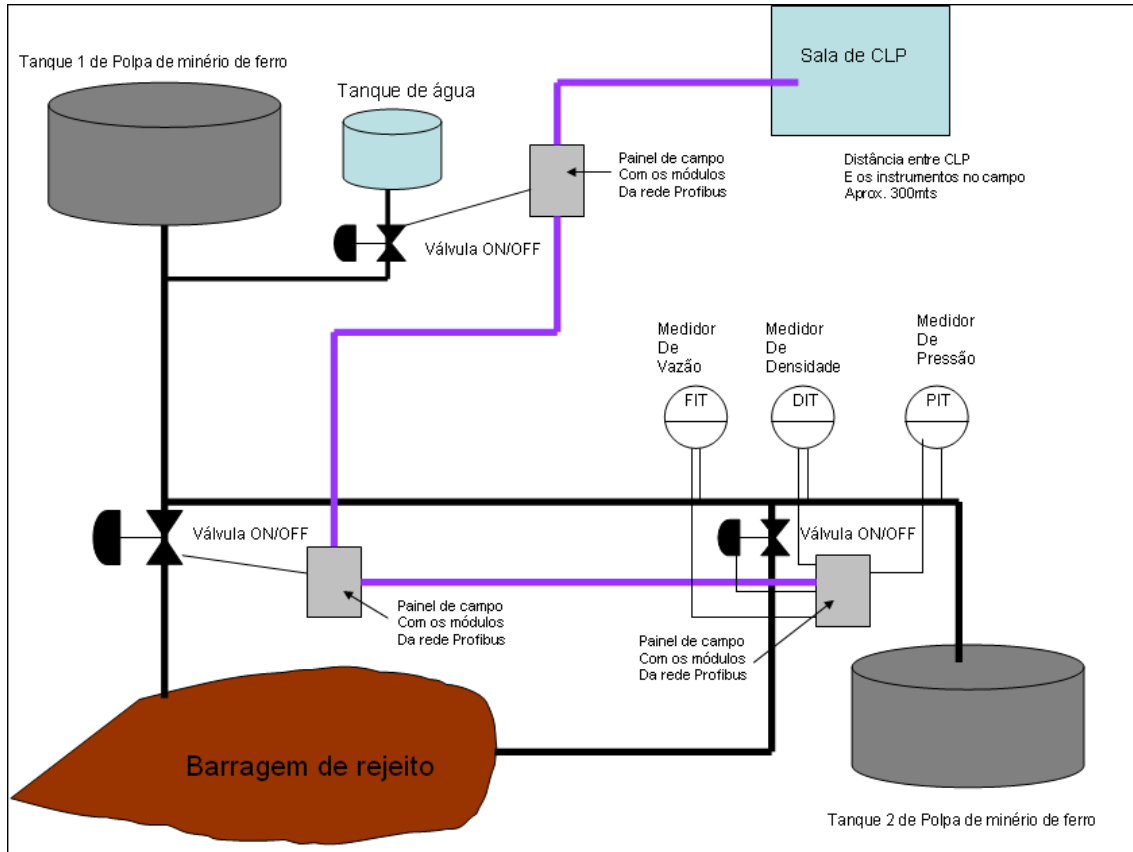 Tanque 1 de Polpa de minério de ferro
Tanque de água
Sala de CLP
Painel de campo
Com os módulos
Da rede Profibus
Distância entre CLP
E os instrumentos no campo
Aprox. 300mts
Válvula ON/OFF
Medidor
De
Vazão
Medidor
De
Densidade
Medidor
De
Pressão
FIT
DIT
PIT
Válvula ON/OFF
Válvula ON/OFF
Painel de campo
Com os módulos
Da rede Profibus
Painel de campo
Com os módulos
Da rede Profibus
Barragem de rejeito
Tanque 2 de Polpa de minério de ferro